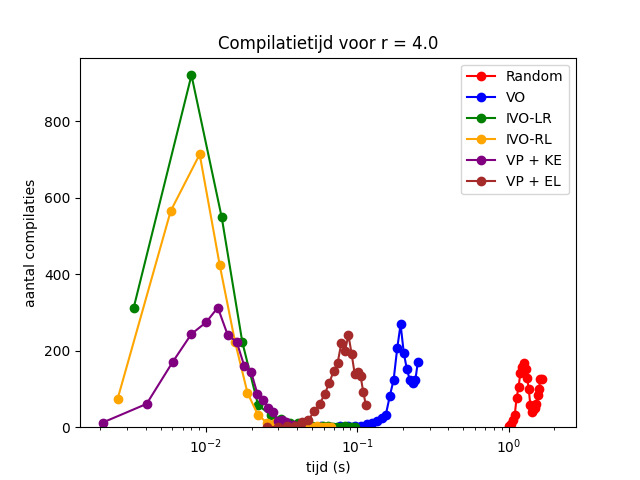 Compilatietijd voor r = 4.0
aantal compilaties
800
600
400
200
0
Random
VO
IVO-LR
IVO-RL
VP + KE
VP + EL
10⁻²
10⁻¹
10⁰
tijd (s)